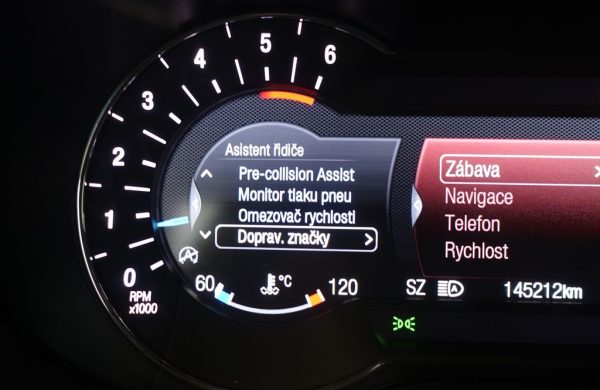 6
5
4
3
2
1
0
RPM
x1000
Asistent řidiče
Pre-collision Assist
Monitor tlaku pneu
Omezovač rychlosti
Doprav. značky
60 °C 120
Zábava
Navigace
Telefon
Rychlost
SZ A 145212km